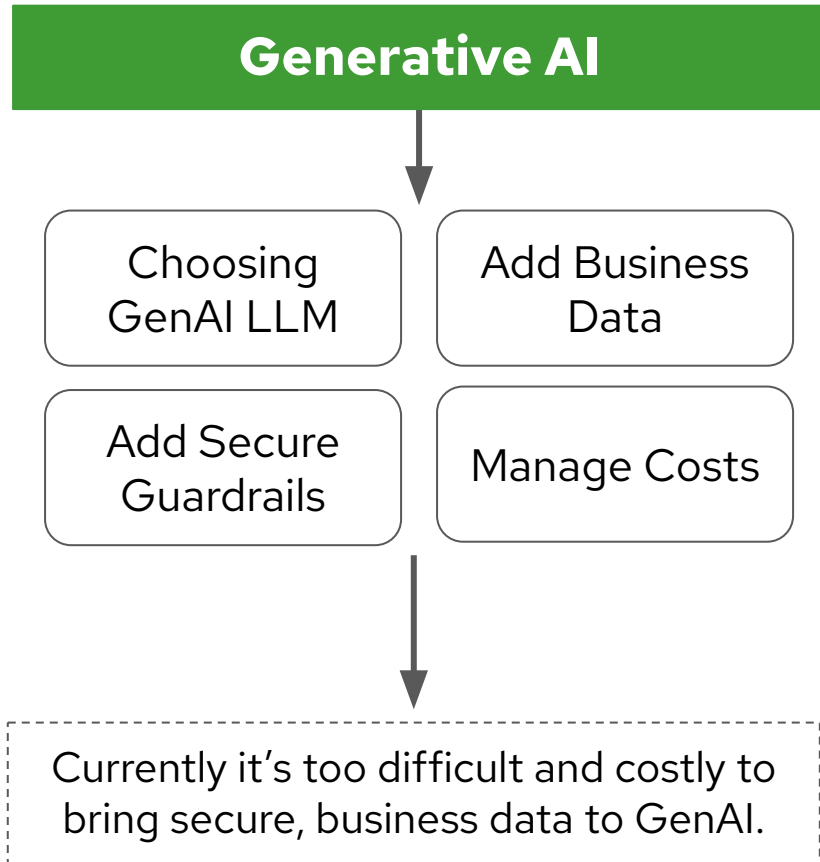 Generative AI
Choosing
GenAI LLM
Add Business
Data
Add Secure
Guardrails
Manage Costs
Currently it’s too difficult and costly to
bring secure, business data to GenAI.